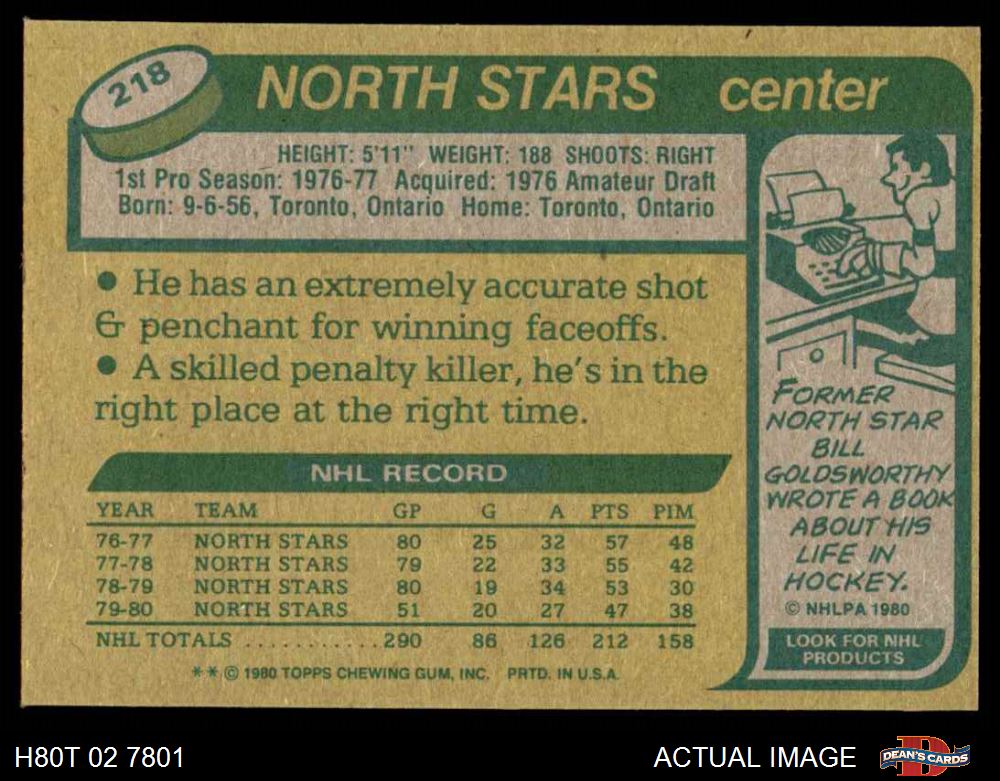 218
NORTH STARS center
HEIGHT: 5'11" WEIGHT: 188 SHOOTS: RIGHT
1st Pro Season: 1976-77 Acquired: 1976 Amateur Draft
Born: 9-6-56, Toronto, Ontario Home: Toronto, Ontario
• He has an extremely accurate shot
& penchant for winning faceoffs.
• A skilled penalty killer, he's in the
right place at the right time.
NHL RECORD
YEAR TEAM GP G A PTS PIM
76-77 NORTH STARS 80 25 32 57 48
77-78 NORTH STARS 79 22 33 55 42
78-79 NORTH STARS 80 19 34 53 30
79-80 NORTH STARS 51 20 27 47 38
NHL TOTALS ............290 86 126 212 158
** © 1980 TOPPS CHEWING GUM, INC. PRTD. IN U.S.A.
FORMER
NORTH STAR
BILL
GOLDSWORTHY
WROTE A BOOK
ABOUT HIS
LIFE IN
HOCKEY.
© NHLPA 1980
LOOK FOR NHL
PRODUCTS
H80T 02 7801
ACTUAL IMAGE
D
DEAN'S CARDS